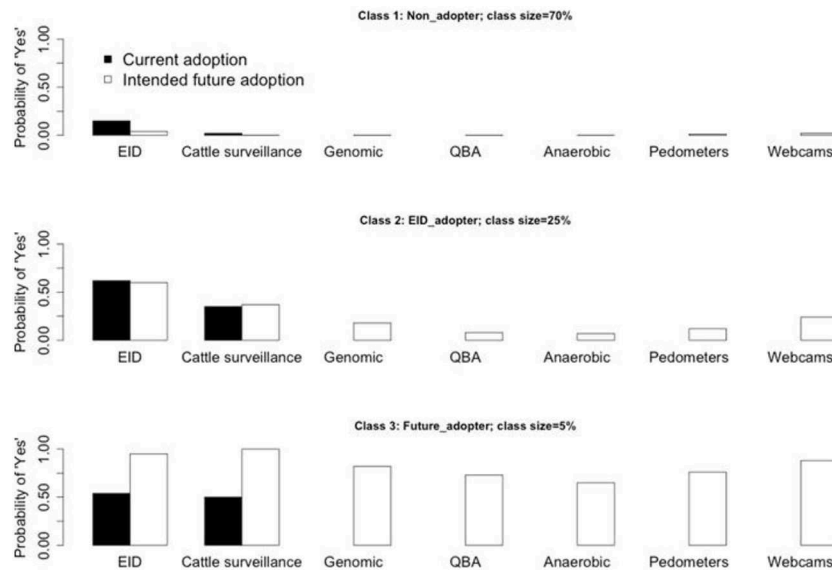 Class 1: Non_adopter; class size=70%
Probability of 'Yes'
1.00
0.50
0.00
Current adoption
Intended future adoption
EID Cattle surveillance Genomic QBA Anaerobic Pedometers Webcams
Class 2: EID_adopter; class size=25%
Probability of 'Yes'
1.00
0.50
0.00
EID Cattle surveillance Genomic QBA Anaerobic Pedometers Webcams
Class 3: Future_adopter; class size=5%
Probability of 'Yes'
1.00
0.50
0.00
EID Cattle surveillance Genomic QBA Anaerobic Pedometers Webcams